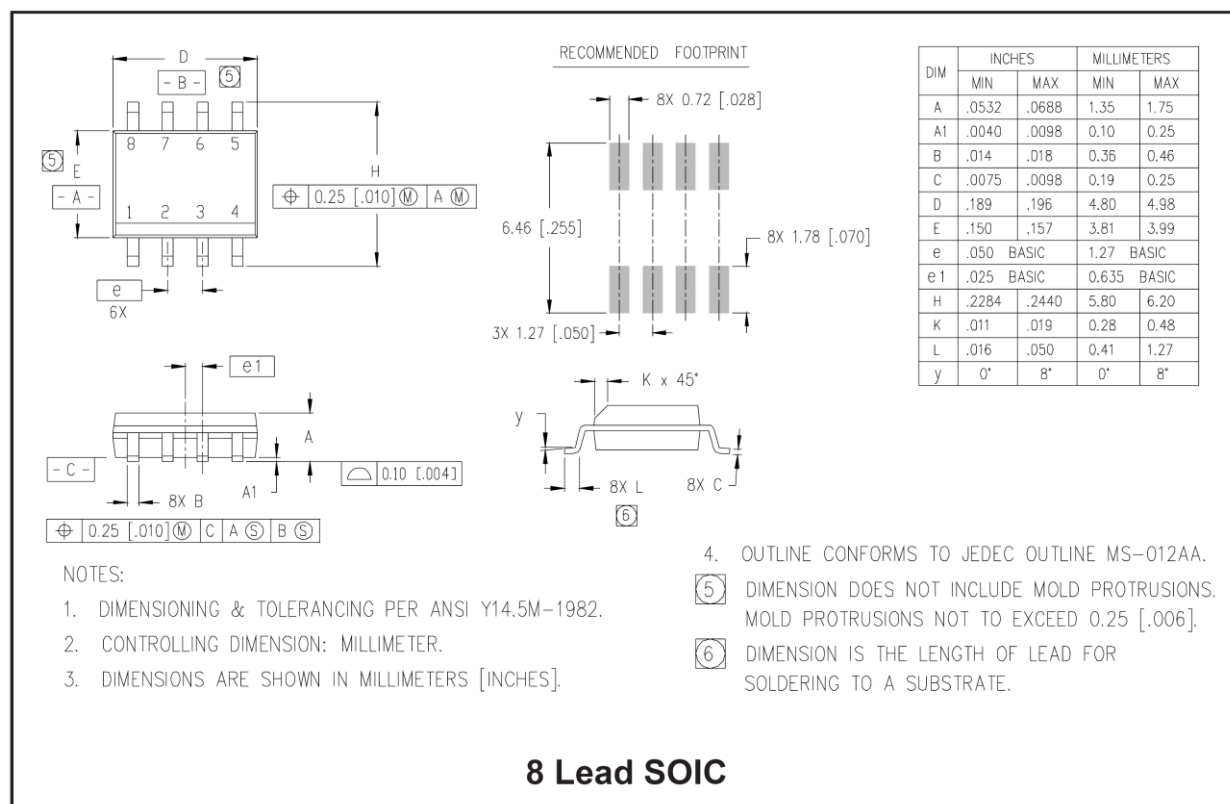 D
- B -
5
8 7 6 5
5
E
- A -
H
⌖ 0.25 [.010] Ⓜ A Ⓜ
1 2 3 4
e
6X
RECOMMENDED FOOTPRINT
8X 0.72 [.028]
6.46 [.255]
8X 1.78 [.070]
3X 1.27 [.050]
DIM INCHES MILLIMETERS
MIN MAX MIN MAX
A .0532 .0688 1.35 1.75
A1 .0040 .0098 0.10 0.25
B .014 .018 0.36 0.46
C .0075 .0098 0.19 0.25
D .189 .196 4.80 4.98
E .150 .157 3.81 3.99
e .050 BASIC 1.27 BASIC
e1 .025 BASIC 0.635 BASIC
H .2284 .2440 5.80 6.20
K .011 .019 0.28 0.48
L .016 .050 0.41 1.27
y 0° 8° 0° 8°
e1
A
- C -
A1
0.10 [.004]
8X B
⌖ 0.25 [.010] Ⓜ C A Ⓢ B Ⓢ
K x 45°
y
8X L
8X C
6
NOTES:
1. DIMENSIONING & TOLERANCING PER ANSI Y14.5M-1982.
2. CONTROLLING DIMENSION: MILLIMETER.
3. DIMENSIONS ARE SHOWN IN MILLIMETERS [INCHES].
4. OUTLINE CONFORMS TO JEDEC OUTLINE MS-012AA.
5 DIMENSION DOES NOT INCLUDE MOLD PROTRUSIONS.
MOLD PROTRUSIONS NOT TO EXCEED 0.25 [.006].
6 DIMENSION IS THE LENGTH OF LEAD FOR
SOLDERING TO A SUBSTRATE.
8 Lead SOIC